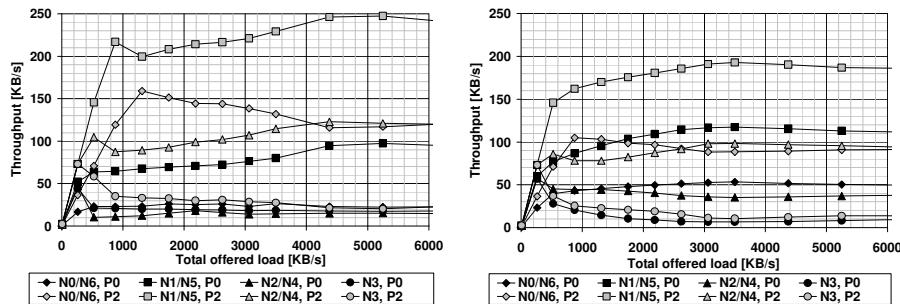 250
200
150
100
50
0
Throughput [KB/s]
0 1000 2000 3000 4000 5000 6000
Total offered load [KB/s]
N0/N6, P0 N1/N5, P0 N2/N4, P0 N3, P0
N0/N6, P2 N1/N5, P2 N2/N4, P2 N3, P2
250
200
150
100
50
0
Throughput [KB/s]
0 1000 2000 3000 4000 5000 6000
Total offered load [KB/s]
N0/N6, P0 N1/N5, P0 N2/N4, P0 N3, P0
N0/N6, P2 N1/N5, P2 N2/N4, P2 N3, P2